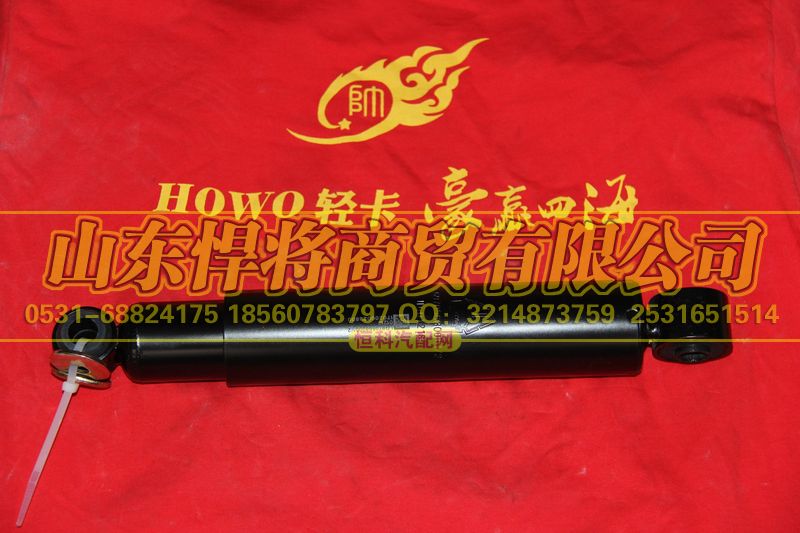 帅
HOWO轻卡 豪赢四海
山东悍将商贸有限公司
0531-68824175 18560783797 QQ: 3214873759 2531651514
恒科汽配网